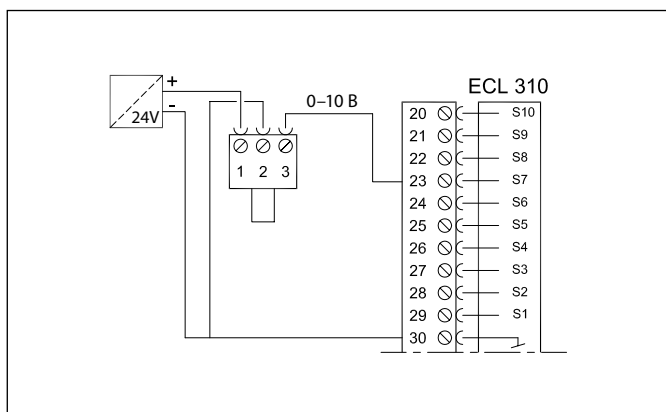 ECL 310
+
-
24V
0–10 В
1 2 3
20 S10
21 S9
22 S8
23 S7
24 S6
25 S5
26 S4
27 S3
28 S2
29 S1
30